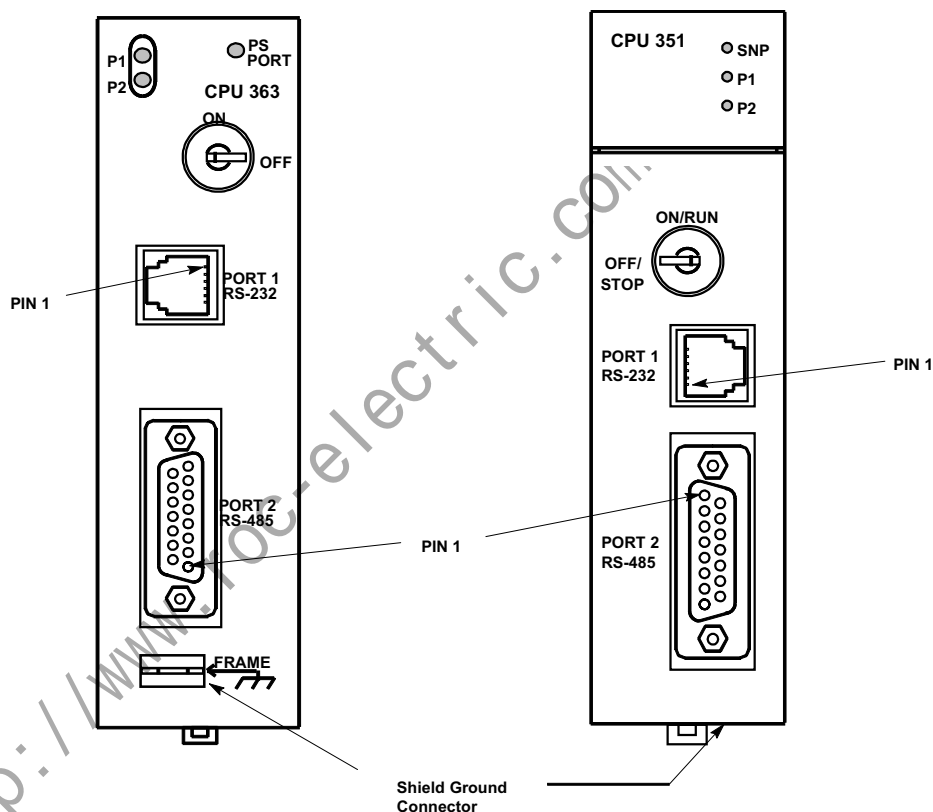 P1
P2
PS
PORT
CPU 363
ON
OFF
PIN 1
PORT 1
RS-232
PORT 2
RS-485
FRAME
CPU 351
SNP
P1
P2
ON/RUN
OFF/
STOP
PORT 1
RS-232
PIN 1
PORT 2
RS-485
PIN 1
Shield Ground
Connector
p://www.roc-electric.com